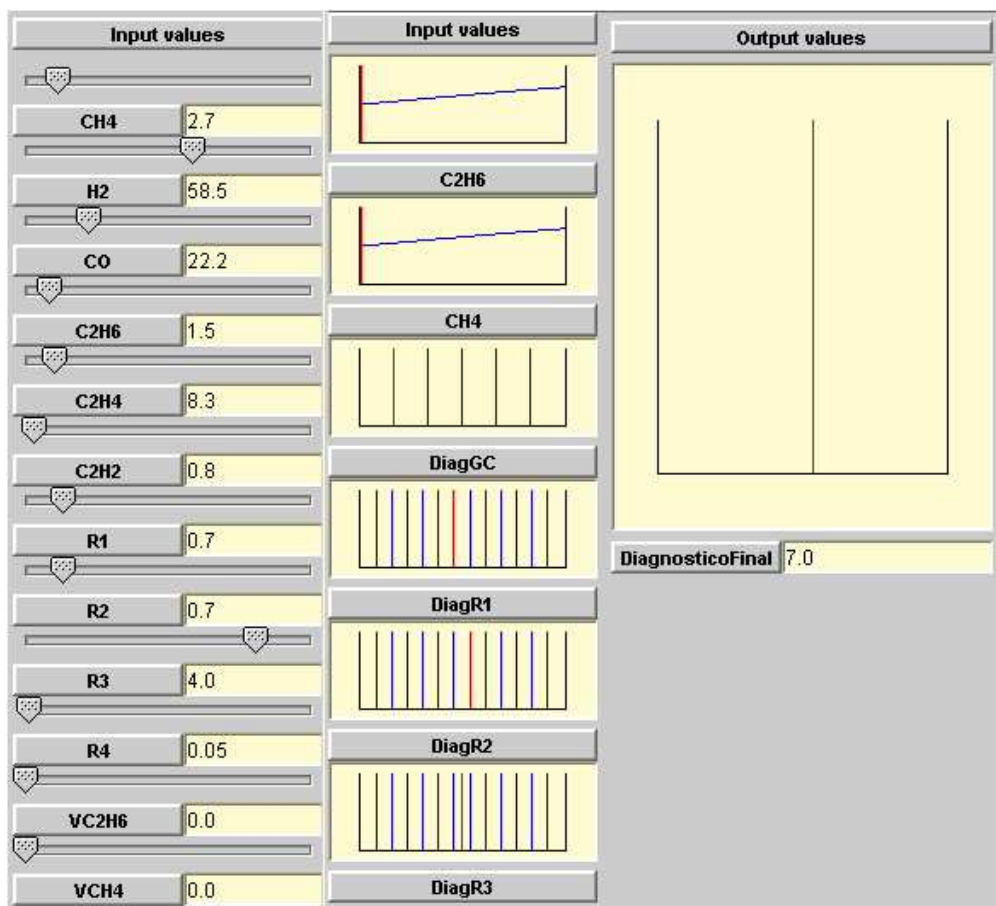 Input values
CH4 2.7
H2 58.5
CO 22.2
C2H6 1.5
C2H4 8.3
C2H2 0.8
R1 0.7
R2 0.7
R3 4.0
R4 0.05
VC2H6 0.0
VCH4 0.0
Input values
C2H6
CH4
DiagGC
DiagR1
DiagR2
DiagR3
Output values
DiagnosticoFinal 7.0